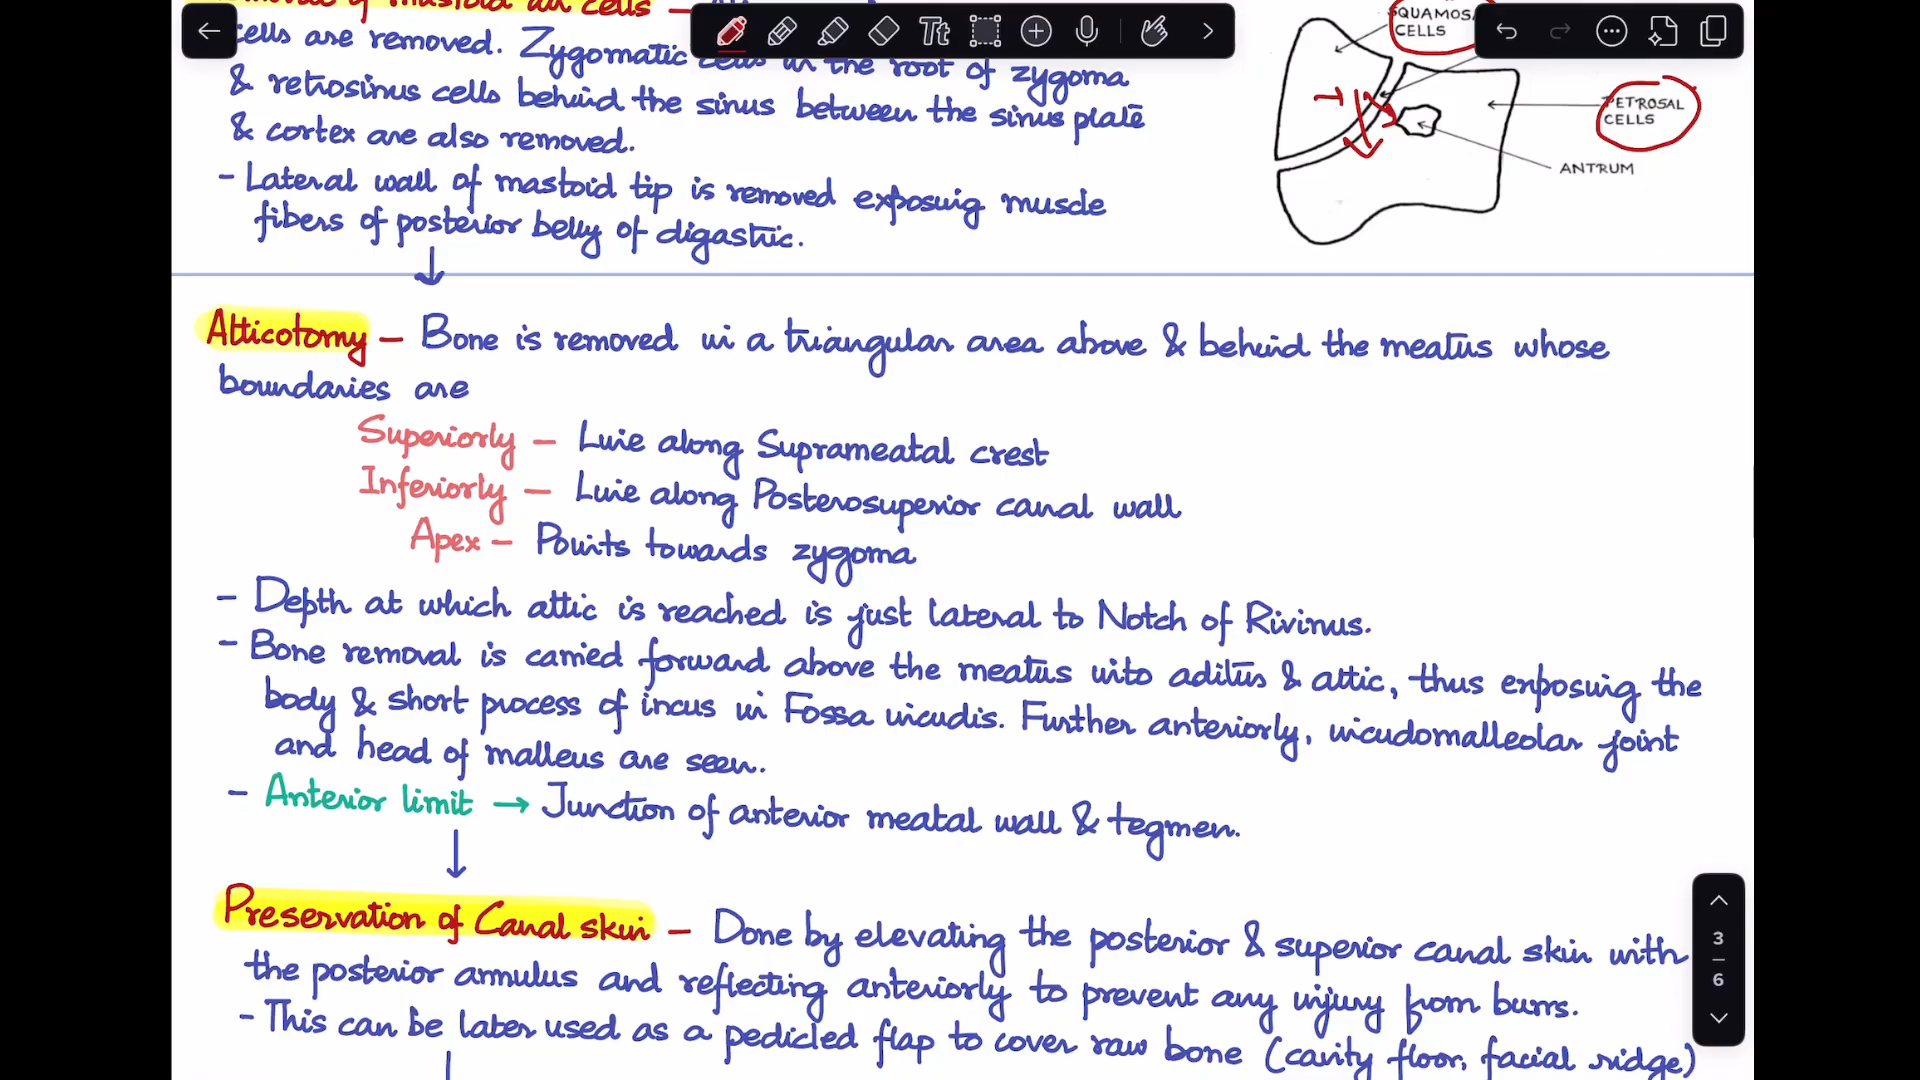 of mastoid air cells –
cells are removed. Zygomatic cells in the root of zygoma
& retrosinus cells behind the sinus between the sinus plate
& cortex are also removed.
- Lateral wall of mastoid tip is removed exposing muscle
fibers of posterior belly of digastric.
SQUAMOSAL
CELLS
PETROSAL
CELLS
ANTRUM
Atticotomy – Bone is removed in a triangular area above & behind the meatus whose
boundaries are
Superiorly – Line along Suprameatal crest
Inferiorly – Line along Posterosuperior canal wall
Apex – Points towards zygoma
- Depth at which attic is reached is just lateral to Notch of Rivinus.
- Bone removal is carried forward above the meatus into aditus & attic, thus exposing the
body & short process of incus in Fossa incudis. Further anteriorly, incudomalleolar joint
and head of malleus are seen.
- Anterior limit → Junction of anterior meatal wall & tegmen.
Preservation of Canal skin – Done by elevating the posterior & superior canal skin with
the posterior annulus and reflecting anteriorly to prevent any injury from burrs.
- This can be later used as a pedicled flap to cover raw bone (cavity floor, facial ridge)
Tt
3
6